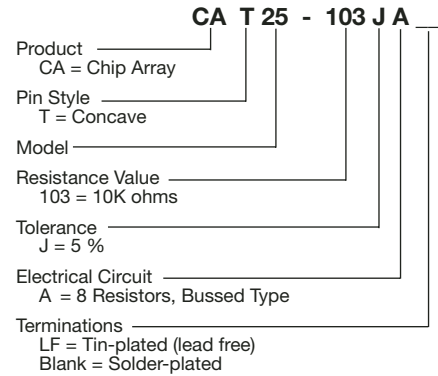 CA T 25 - 103 J A __
Product
CA = Chip Array
Pin Style
T = Concave
Model
Resistance Value
103 = 10K ohms
Tolerance
J = 5 %
Electrical Circuit
A = 8 Resistors, Bussed Type
Terminations
LF = Tin-plated (lead free)
Blank = Solder-plated